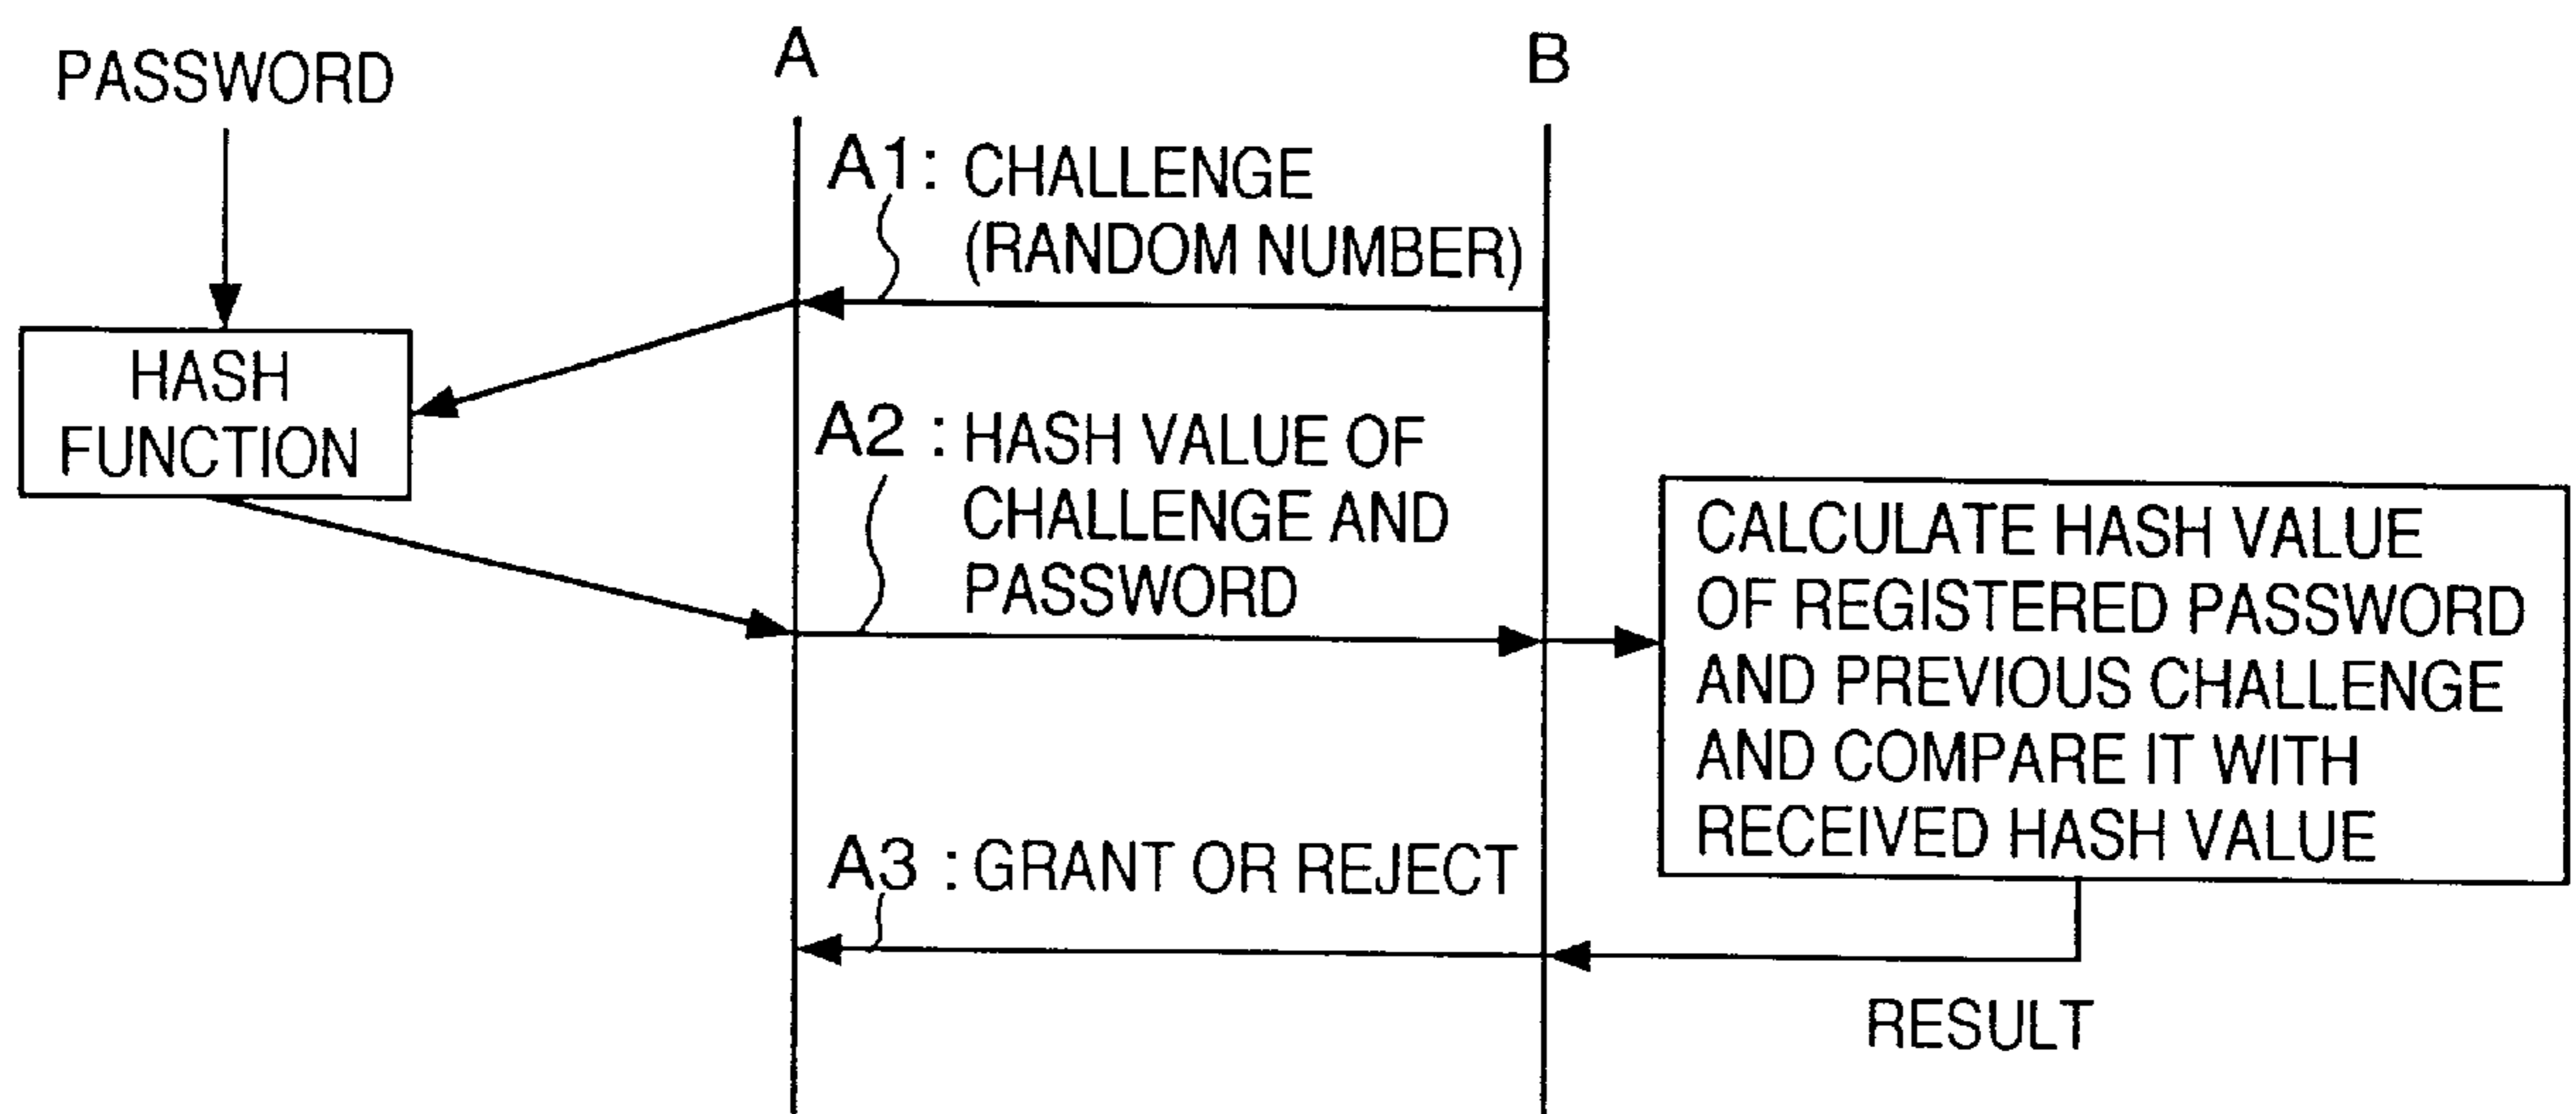 PASSWORD
A
B
A1: CHALLENGE
(RANDOM NUMBER)
HASH
FUNCTION
A2 : HASH VALUE OF
CHALLENGE AND
PASSWORD
CALCULATE HASH VALUE
OF REGISTERED PASSWORD
AND PREVIOUS CHALLENGE
AND COMPARE IT WITH
RECEIVED HASH VALUE
A3 : GRANT OR REJECT
RESULT